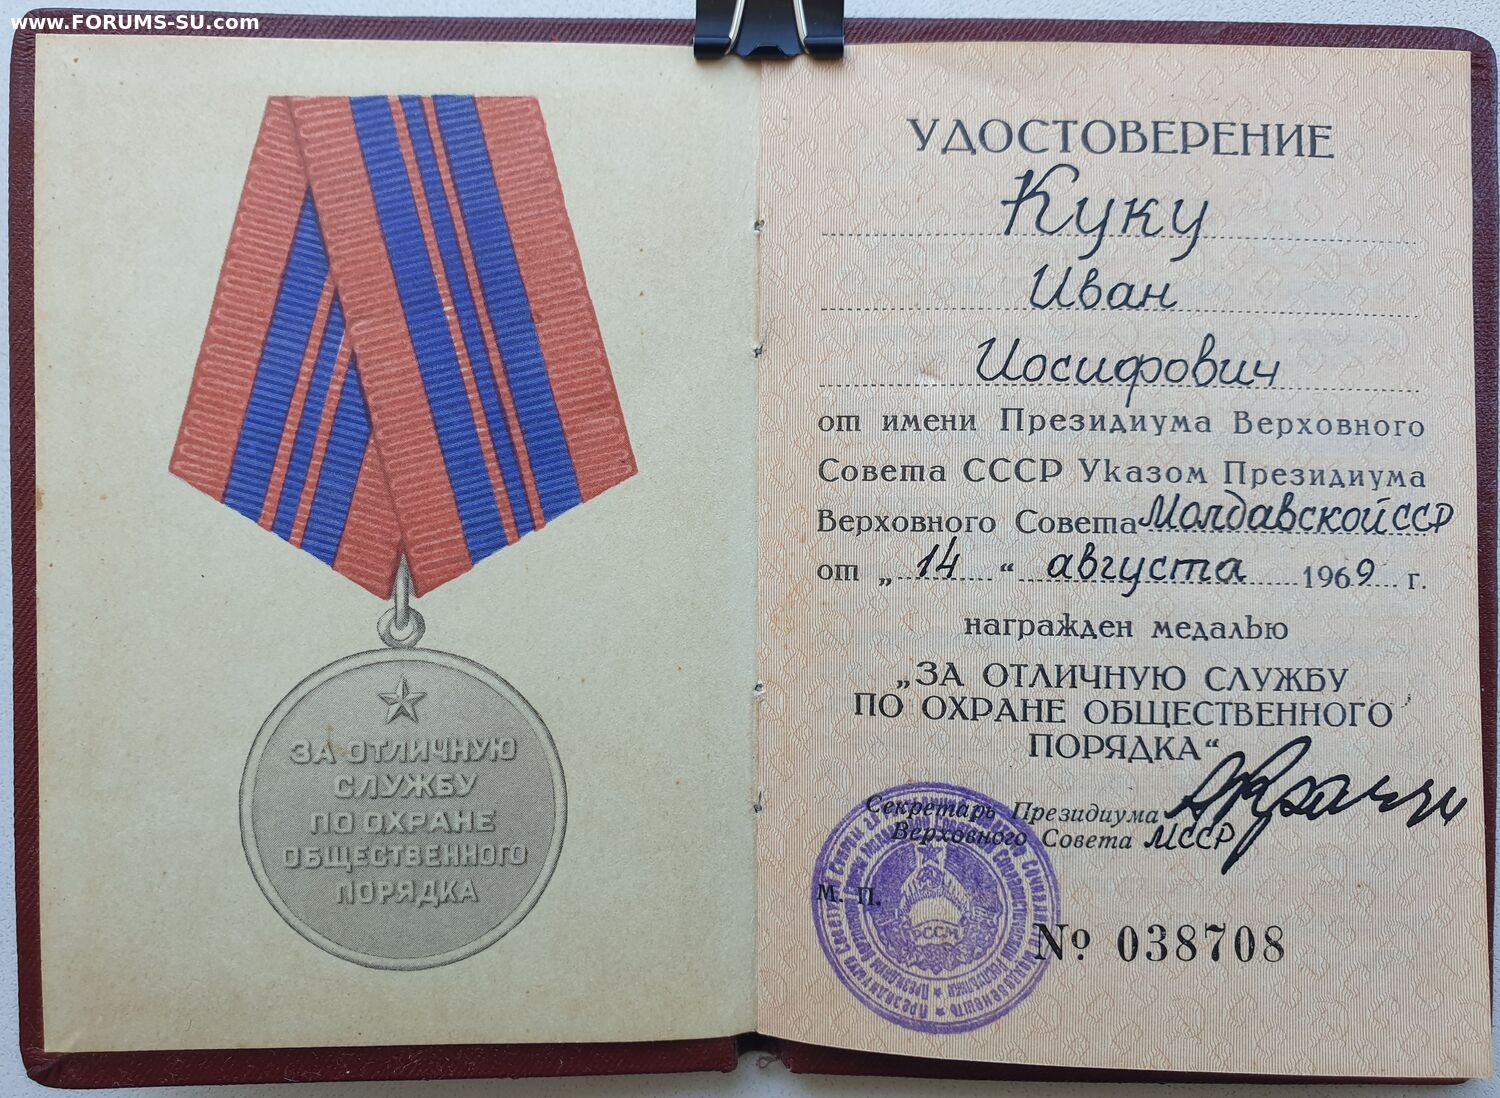 www.FORUMS-SU.com
ЗА ОТЛИЧНУЮ
СЛУЖБУ
ПО ОХРАНЕ
ОБЩЕСТВЕННОГО
ПОРЯДКА
УДОСТОВЕРЕНИЕ
Куку
Иван
Иосифович
от имени Президиума Верховного
Совета СССР Указом Президиума
Верховного Совета Молдавской ССР
от „ 14 “ августа 1969 г.
награжден медалью
„ЗА ОТЛИЧНУЮ СЛУЖБУ
ПО ОХРАНЕ ОБЩЕСТВЕННОГО
ПОРЯДКА“
Секретарь Президиума
Верховного Совета МССР
М. П.
РССМ
№ 038708